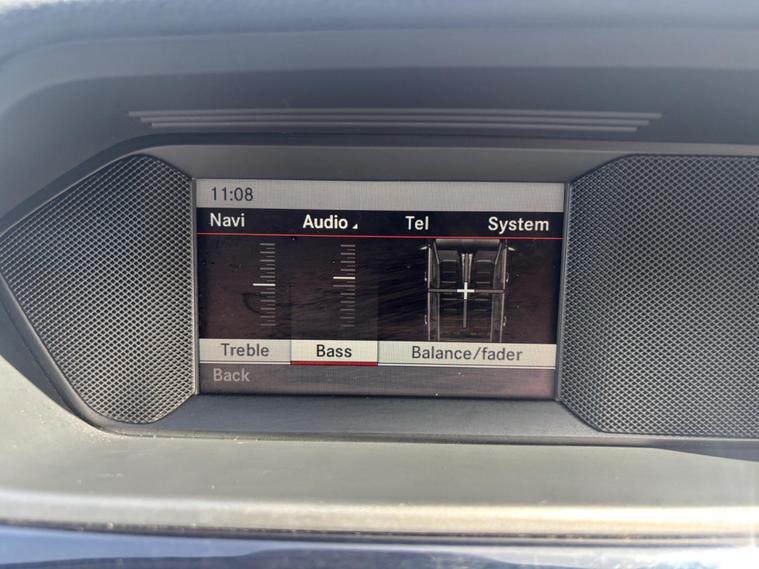 11:08
Navi Audio Tel System
Treble Bass Balance/fader
Back